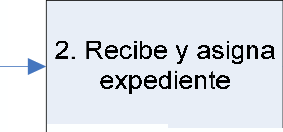 2. Recibe y asigna
expediente